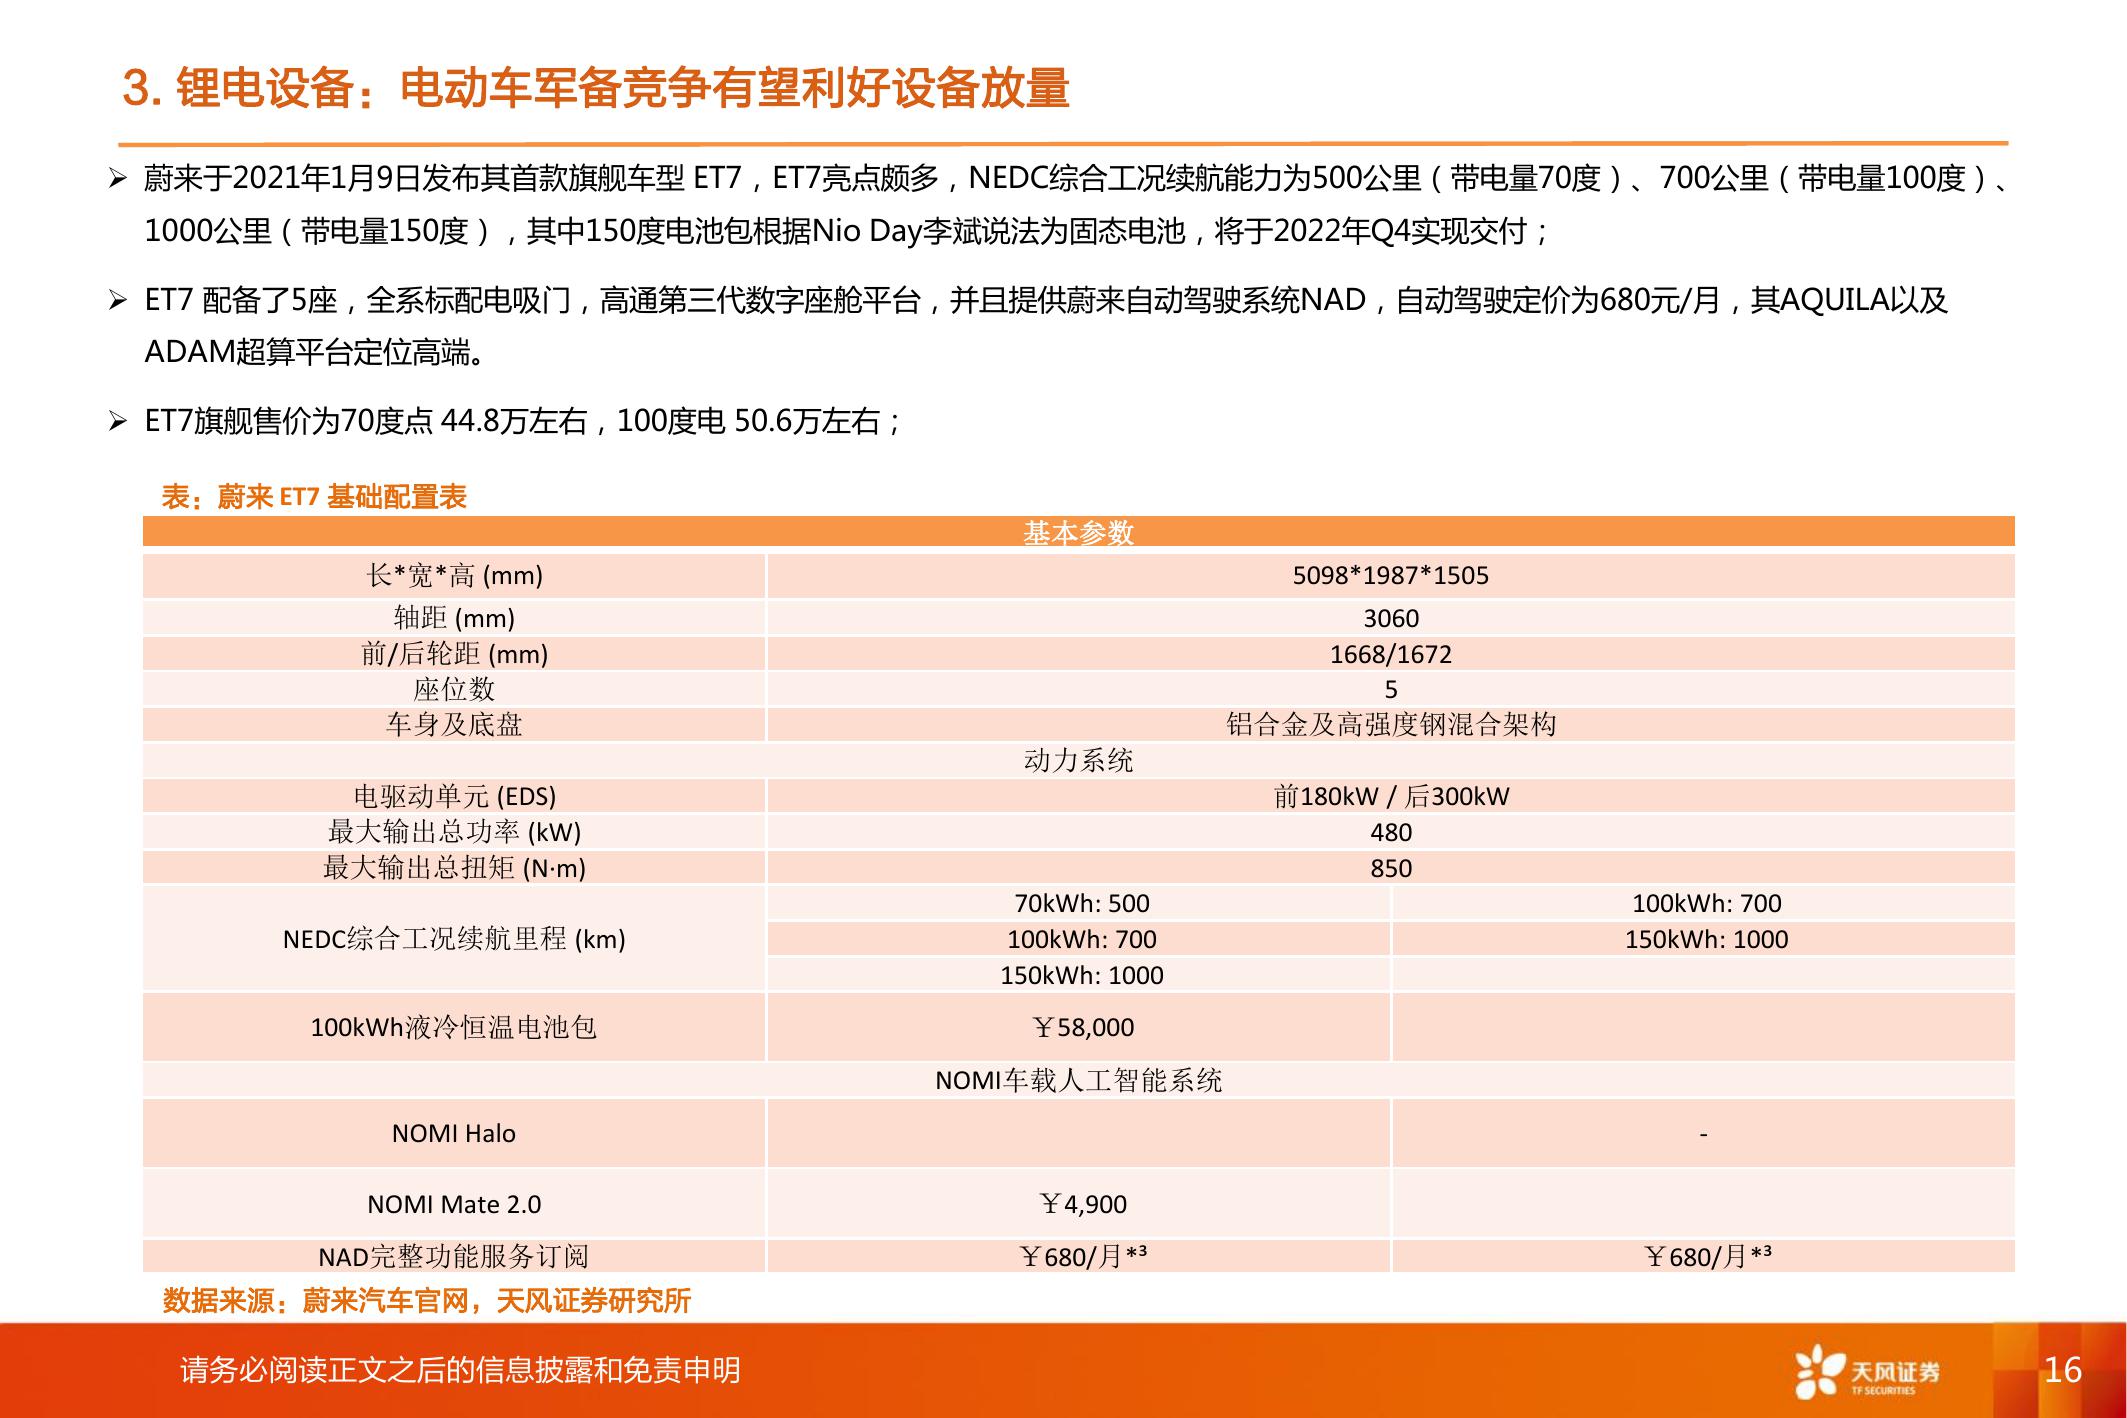 3. 锂电设备：电动车军备竞争有望利好设备放量
➢ 蔚来于2021年1月9日发布其首款旗舰车型 ET7，ET7亮点颇多，NEDC综合工况续航能力为500公里（带电量70度）、700公里（带电量100度）、
1000公里（带电量150度），其中150度电池包根据Nio Day李斌说法为固态电池，将于2022年Q4实现交付；
➢ ET7 配备了5座，全系标配电吸门，高通第三代数字座舱平台，并且提供蔚来自动驾驶系统NAD，自动驾驶定价为680元/月，其AQUILA以及
ADAM超算平台定位高端。
➢ ET7旗舰售价为70度点 44.8万左右，100度电 50.6万左右；
表：蔚来 ET7 基础配置表
基本参数
长*宽*高 (mm) 5098*1987*1505
轴距 (mm) 3060
前/后轮距 (mm) 1668/1672
座位数 5
车身及底盘 铝合金及高强度钢混合架构
动力系统
电驱动单元 (EDS) 前180kW / 后300kW
最大输出总功率 (kW) 480
最大输出总扭矩 (N·m) 850
70kWh: 500 100kWh: 700
NEDC综合工况续航里程 (km) 100kWh: 700 150kWh: 1000
150kWh: 1000
100kWh液冷恒温电池包 ￥58,000
NOMI车载人工智能系统
NOMI Halo -
NOMI Mate 2.0 ￥4,900
NAD完整功能服务订阅 ￥680/月*³ ￥680/月*³
数据来源：蔚来汽车官网，天风证券研究所
请务必阅读正文之后的信息披露和免责申明
天风证券
TF SECURITIES
16